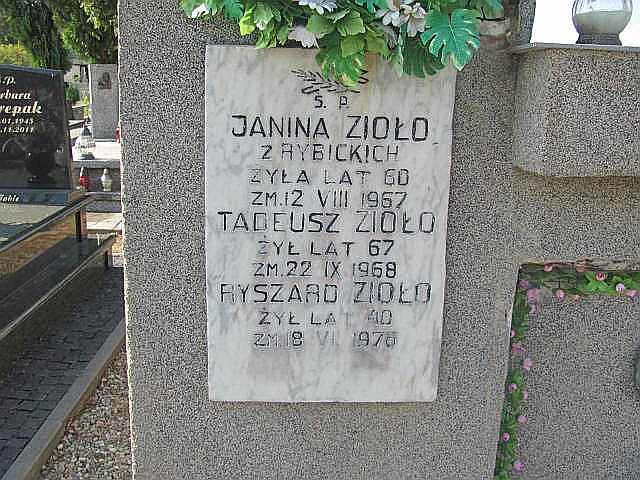 Ś. P.
JANINA ZIOŁO
Z RYBICKICH
ŻYŁA LAT 60
ZM. 12 VIII 1967
TADEUSZ ZIOŁO
ŻYŁ LAT 67
ZM. 22 IX 1968
RYSZARD ZIOŁO
ŻYŁ LAT 40
ZM. 18 VI 1976
Ś.P.